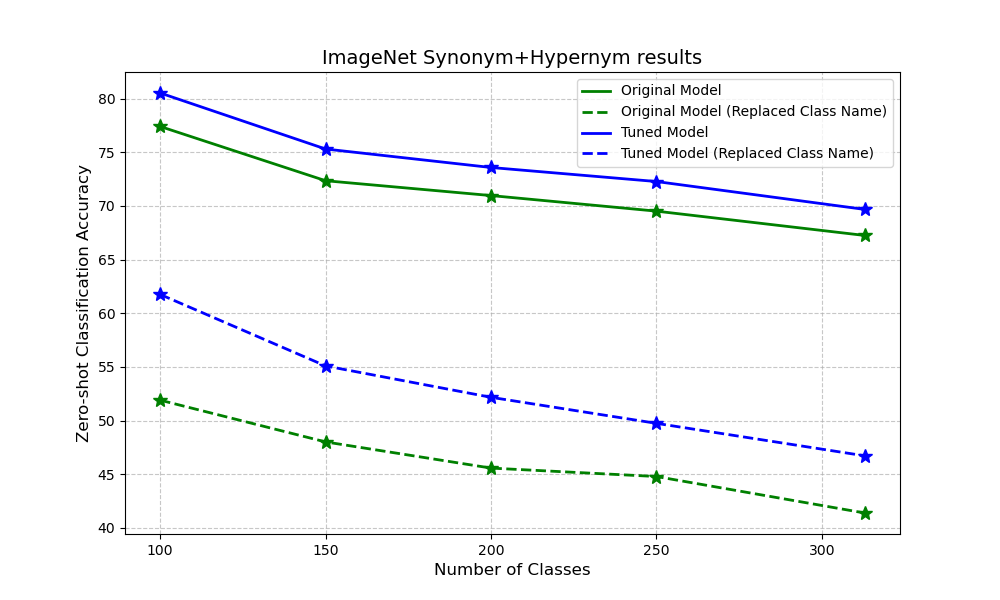 ImageNet Synonym+Hypernym results
Original Model
Original Model (Replaced Class Name)
Tuned Model
Tuned Model (Replaced Class Name)
Zero-shot Classification Accuracy
80
75
70
65
60
55
50
45
40
100
150
200
250
300
Number of Classes